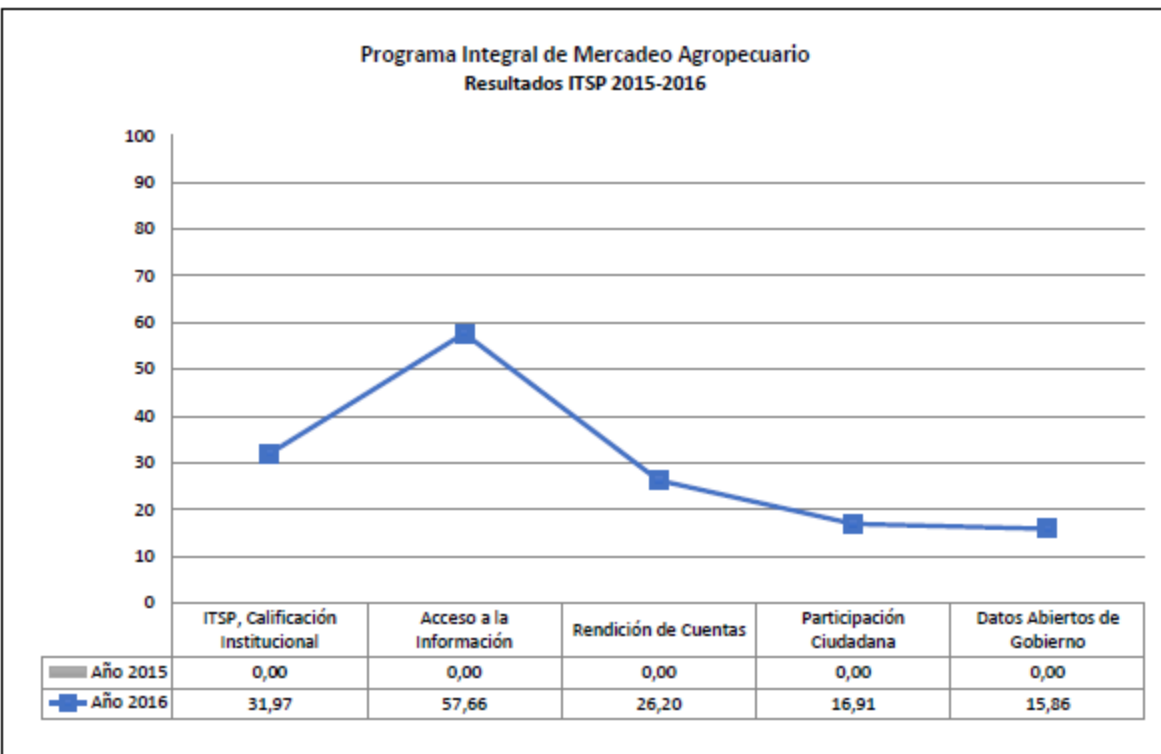 Programa Integral de Mercadeo Agropecuario
Resultados ITSP 2015-2016
100
90
80
70
60
50
40
30
20
10
0
ITSP, Calificación Institucional Acceso a la Información Rendición de Cuentas Participación Ciudadana Datos Abiertos de Gobierno
Año 2015 0,00 0,00 0,00 0,00 0,00
Año 2016 31,97 57,66 26,20 16,91 15,86